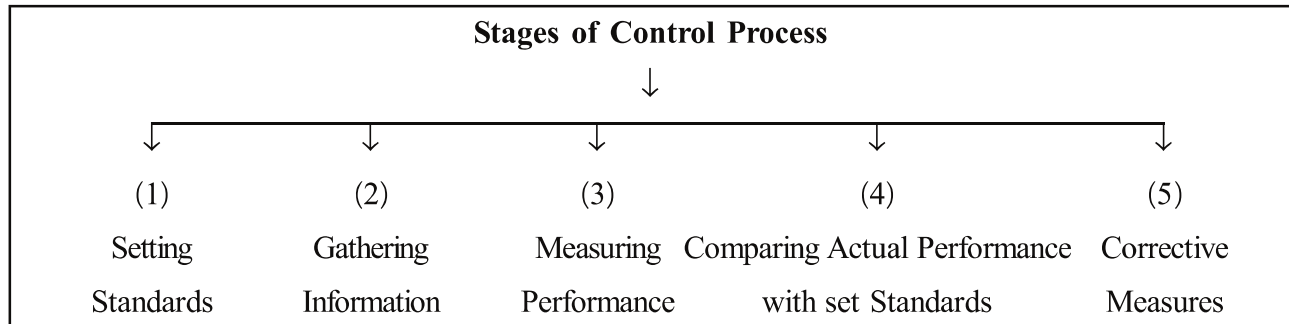 Stages of Control Process
(1) (2) (3) (4) (5)
Setting Gathering Measuring Comparing Actual Performance Corrective
Standards Information Performance with set Standards Measures